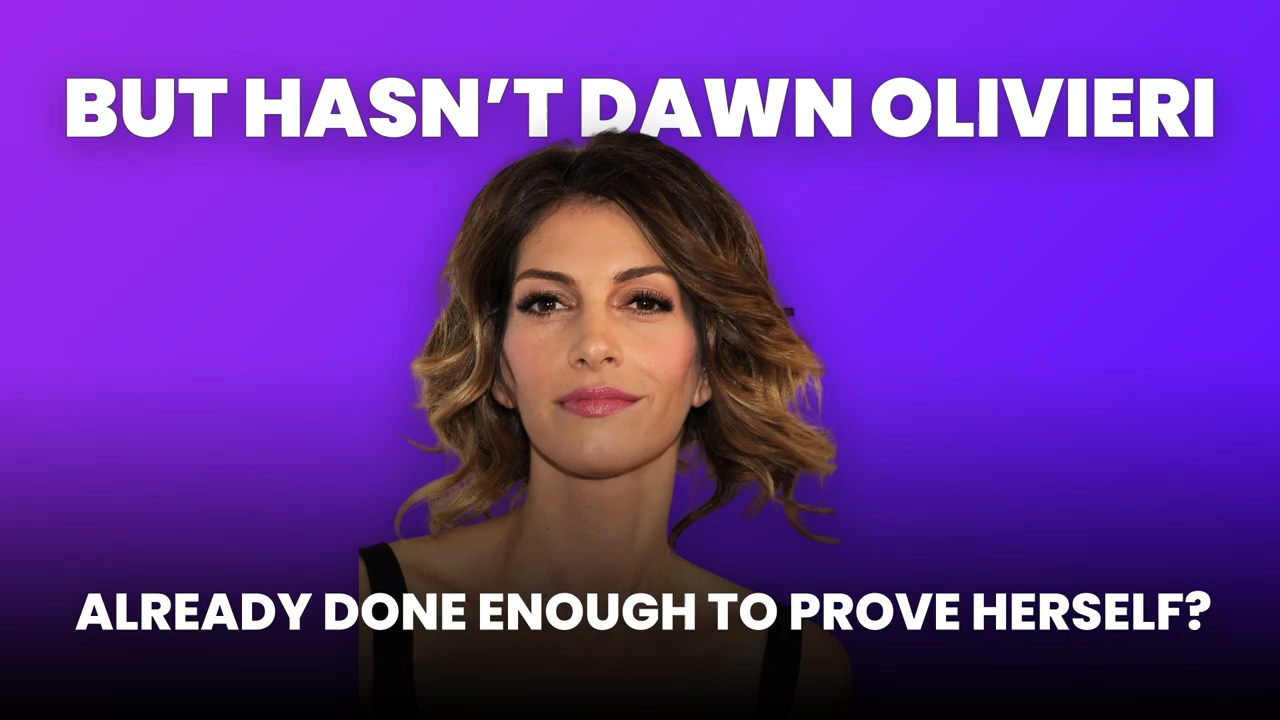 BUT HASN’T DAWN OLIVIERI
ALREADY DONE ENOUGH TO PROVE HERSELF?